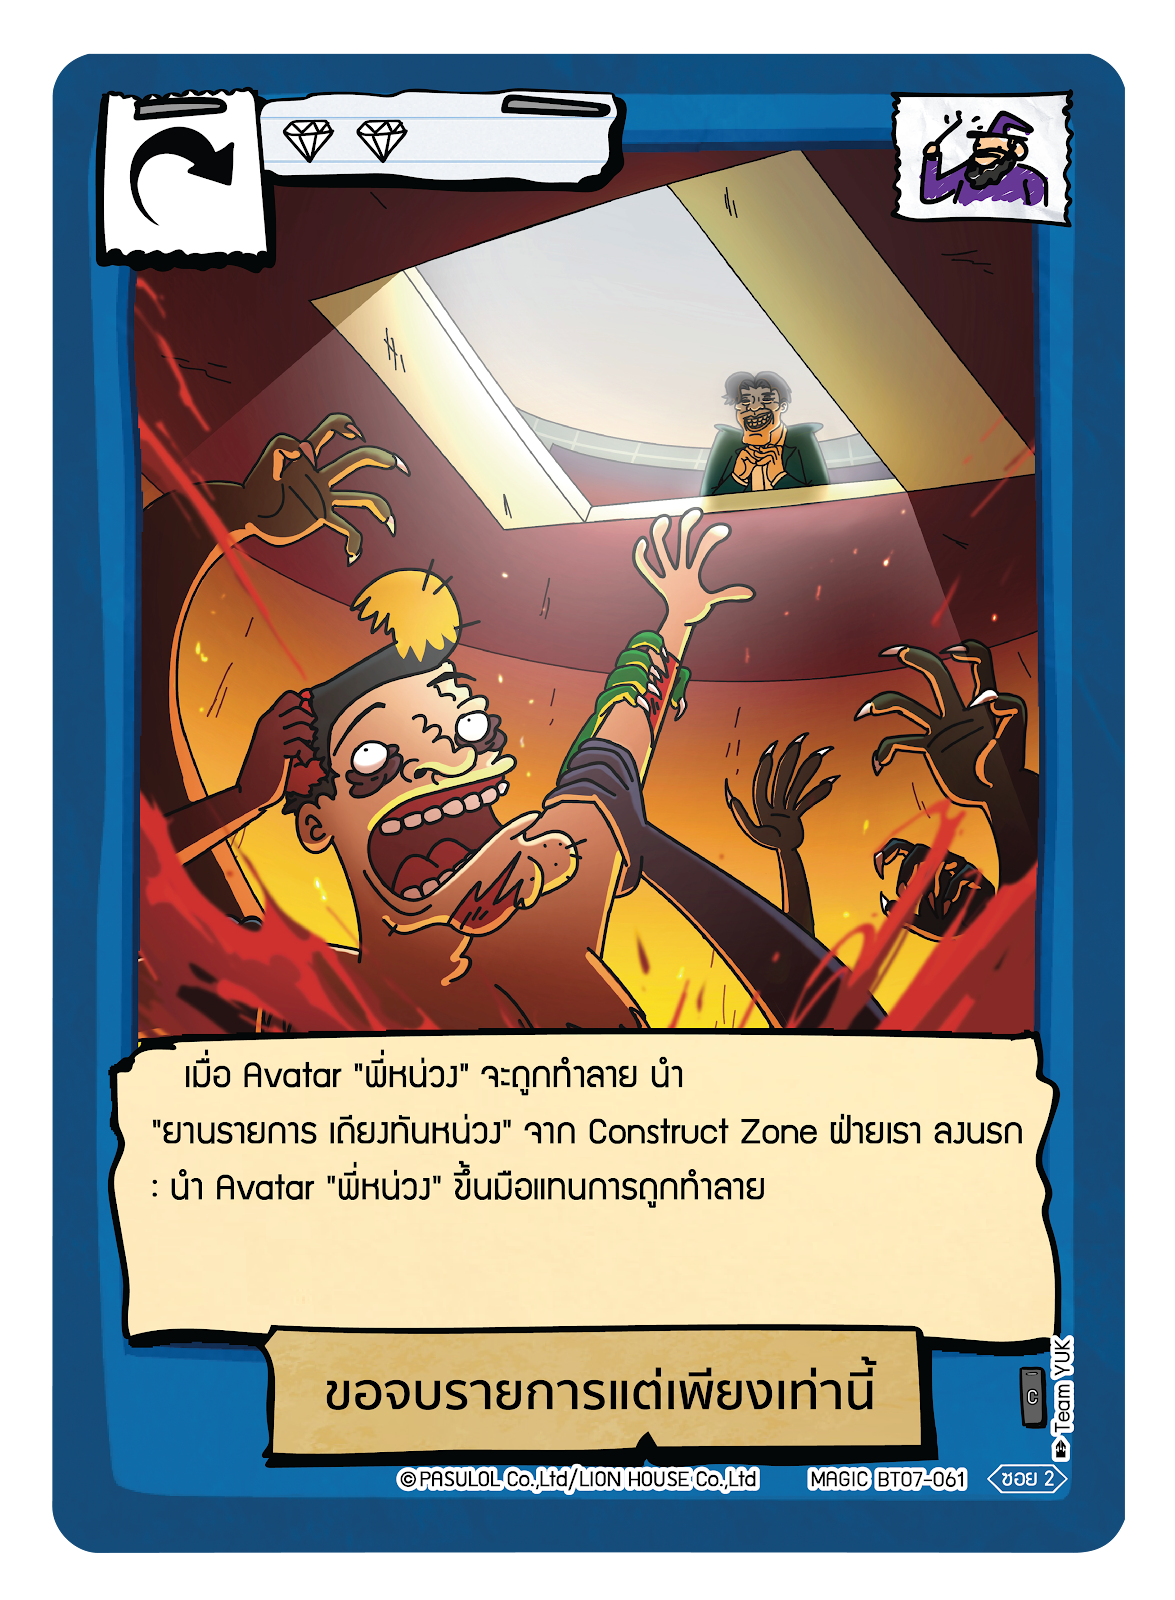 เมื่อ Avatar "พี่หน่วง" จะถูกทำลาย นำ
"ยานรายการ เดียงทันหน่วง" จาก Construct Zone ฝ่ายเรา ลงนรก
: นำ Avatar "พี่หน่วง" ขึ้นมือแทนการถูกทำลาย
ขอจบรายการแต่เพียงเท่านี้
C
Team YUK
©PASULOL Co.,Ltd/LION HOUSE Co.,Ltd
MAGIC BT07-061
ซอย 2